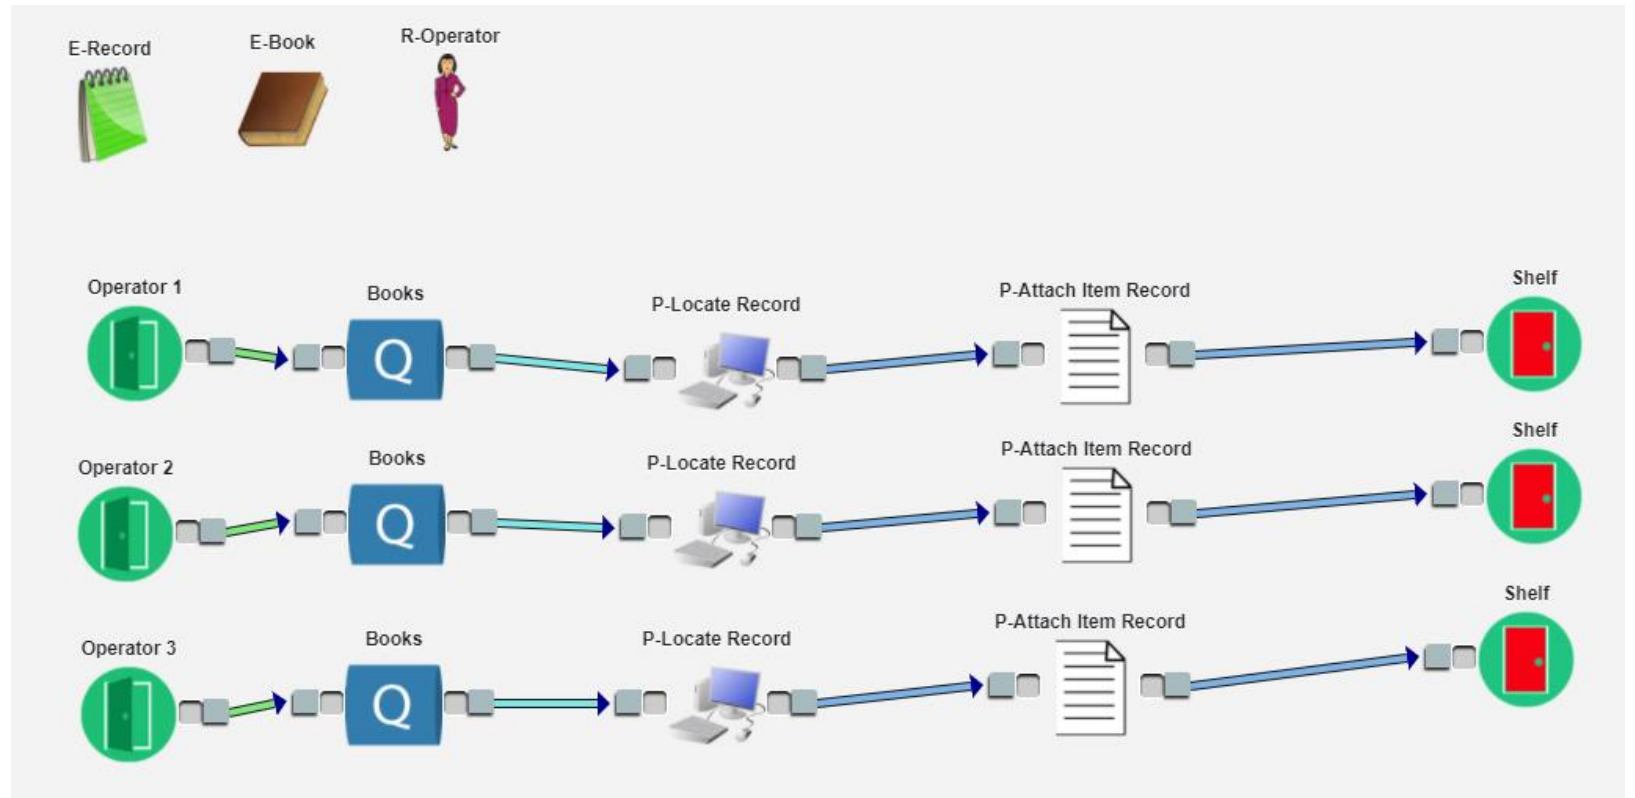 E-Record
E-Book
R-Operator
Operator 1
Books
P-Locate Record
P-Attach Item Record
Shelf
Q
Operator 2
Books
P-Locate Record
P-Attach Item Record
Shelf
Q
Operator 3
Books
P-Locate Record
P-Attach Item Record
Shelf
Q